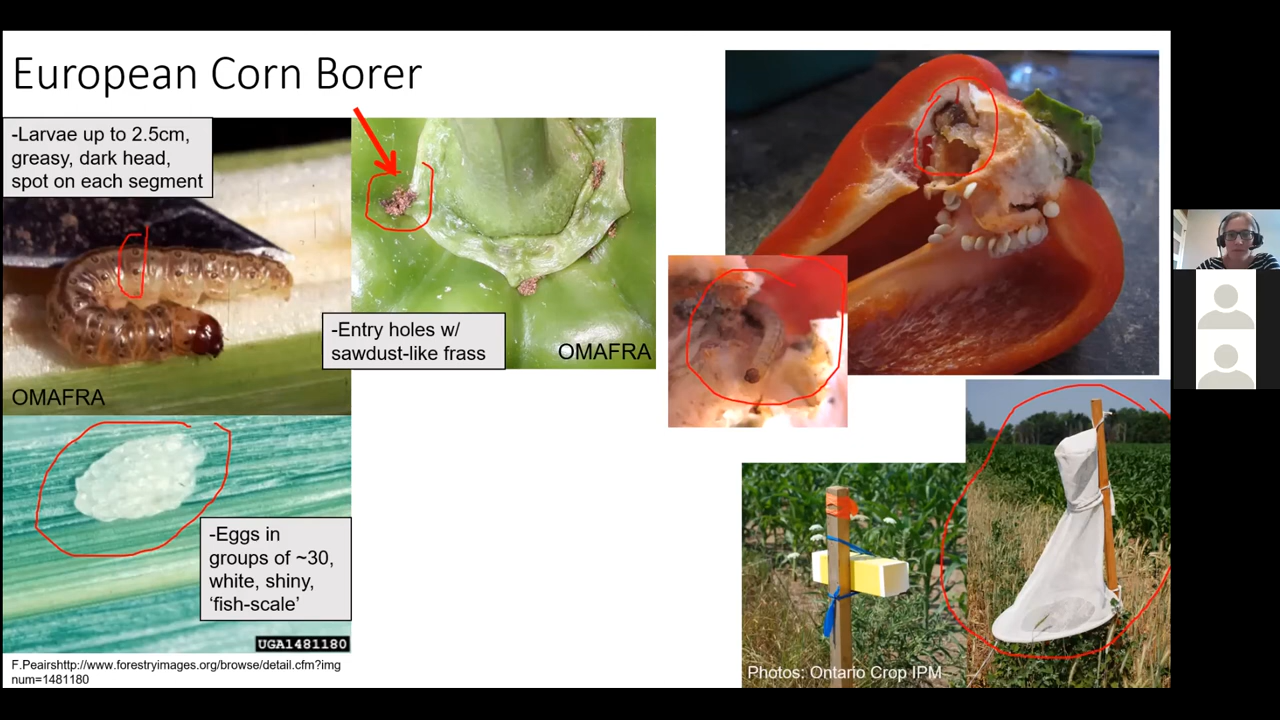 European Corn Borer
-Larvae up to 2.5cm,
greasy, dark head,
spot on each segment
OMAFRA
-Entry holes w/
sawdust-like frass
OMAFRA
-Eggs in
groups of ~30,
white, shiny,
'fish-scale'
UGA1481180
F.Peairshttp://www.forestryimages.org/browse/detail.cfm?img
num=1481180
Photos: Ontario Crop IPM